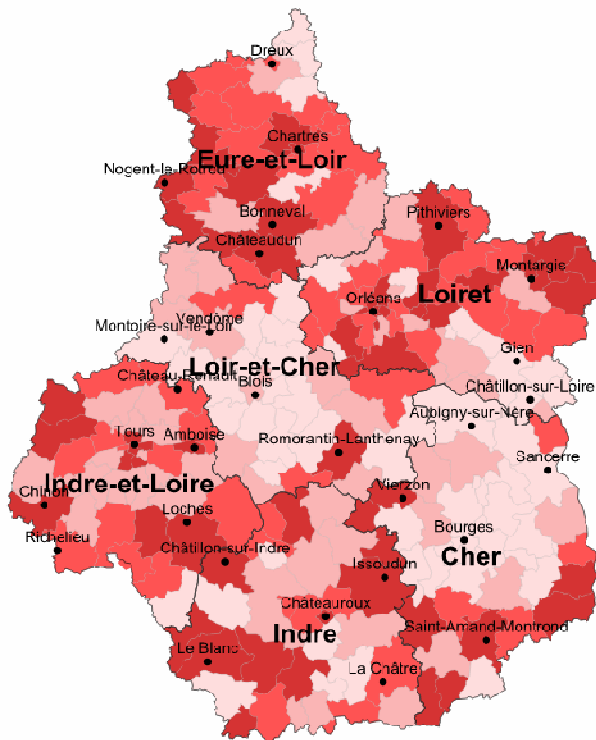 Dreux
Chartres
Eure-et-Loir
Nogent-le-Rotrou
Bonneval
Pithiviers
Châteaudun
Montargis
Orléans
Loiret
Vendôme
Montoire-sur-le-Loir
Gien
Loir-et-Cher
Château-Renault
Blois
Châtillon-sur-Loire
Aubigny-sur-Nère
Tours
Amboise
Romorantin-Lanthenay
Sancerre
Indre-et-Loire
Vierzon
Chinon
Loches
Bourges
Richelieu
Châtillon-sur-Indre
Cher
Issoudun
Châteauroux
Indre
Saint-Amand-Montrond
Le Blanc
La Châtre